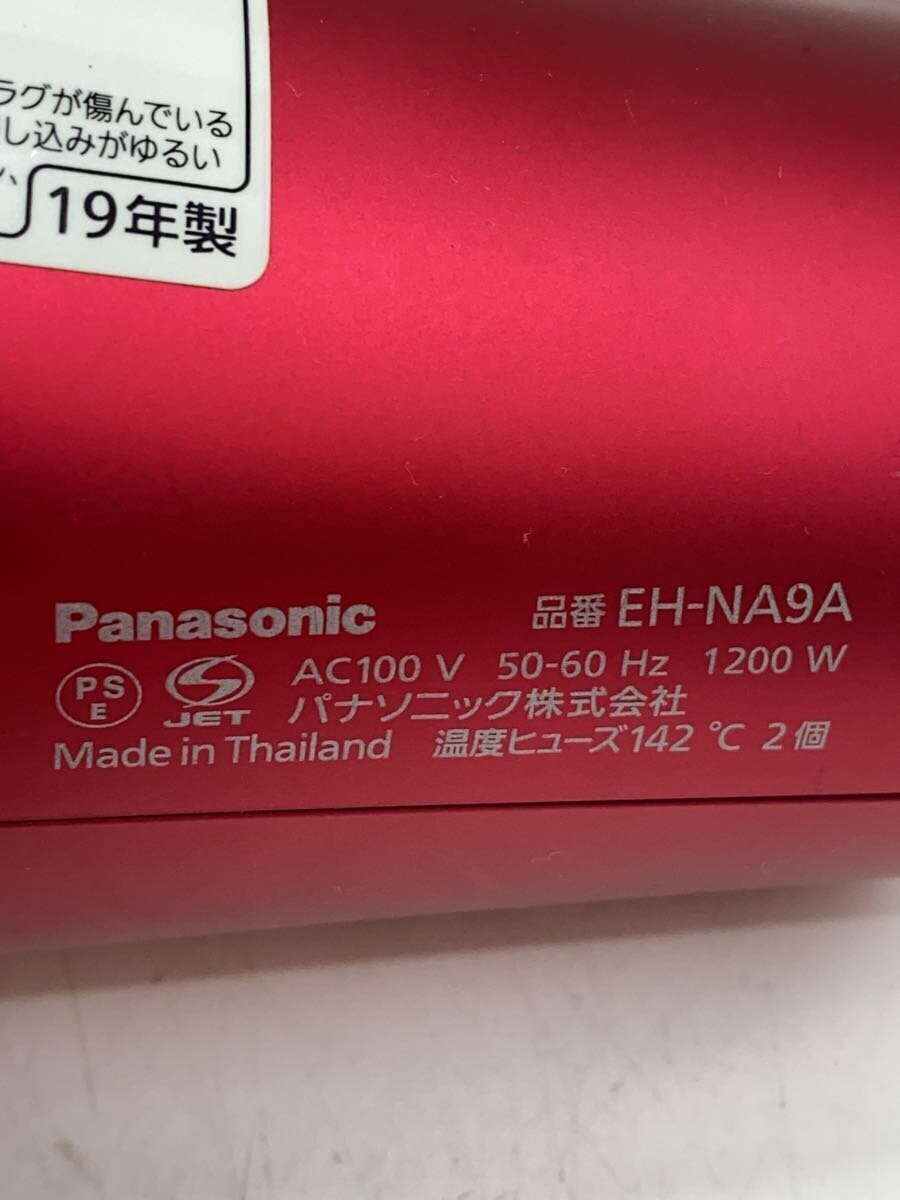 ラグが傷んでいる
し込みがゆるい
19年製
Panasonic 品番 EH-NA9A
PSE JET AC100 V 50-60 Hz 1200 W
パナソニック株式会社
Made in Thailand 温度ヒューズ142 ℃ 2個